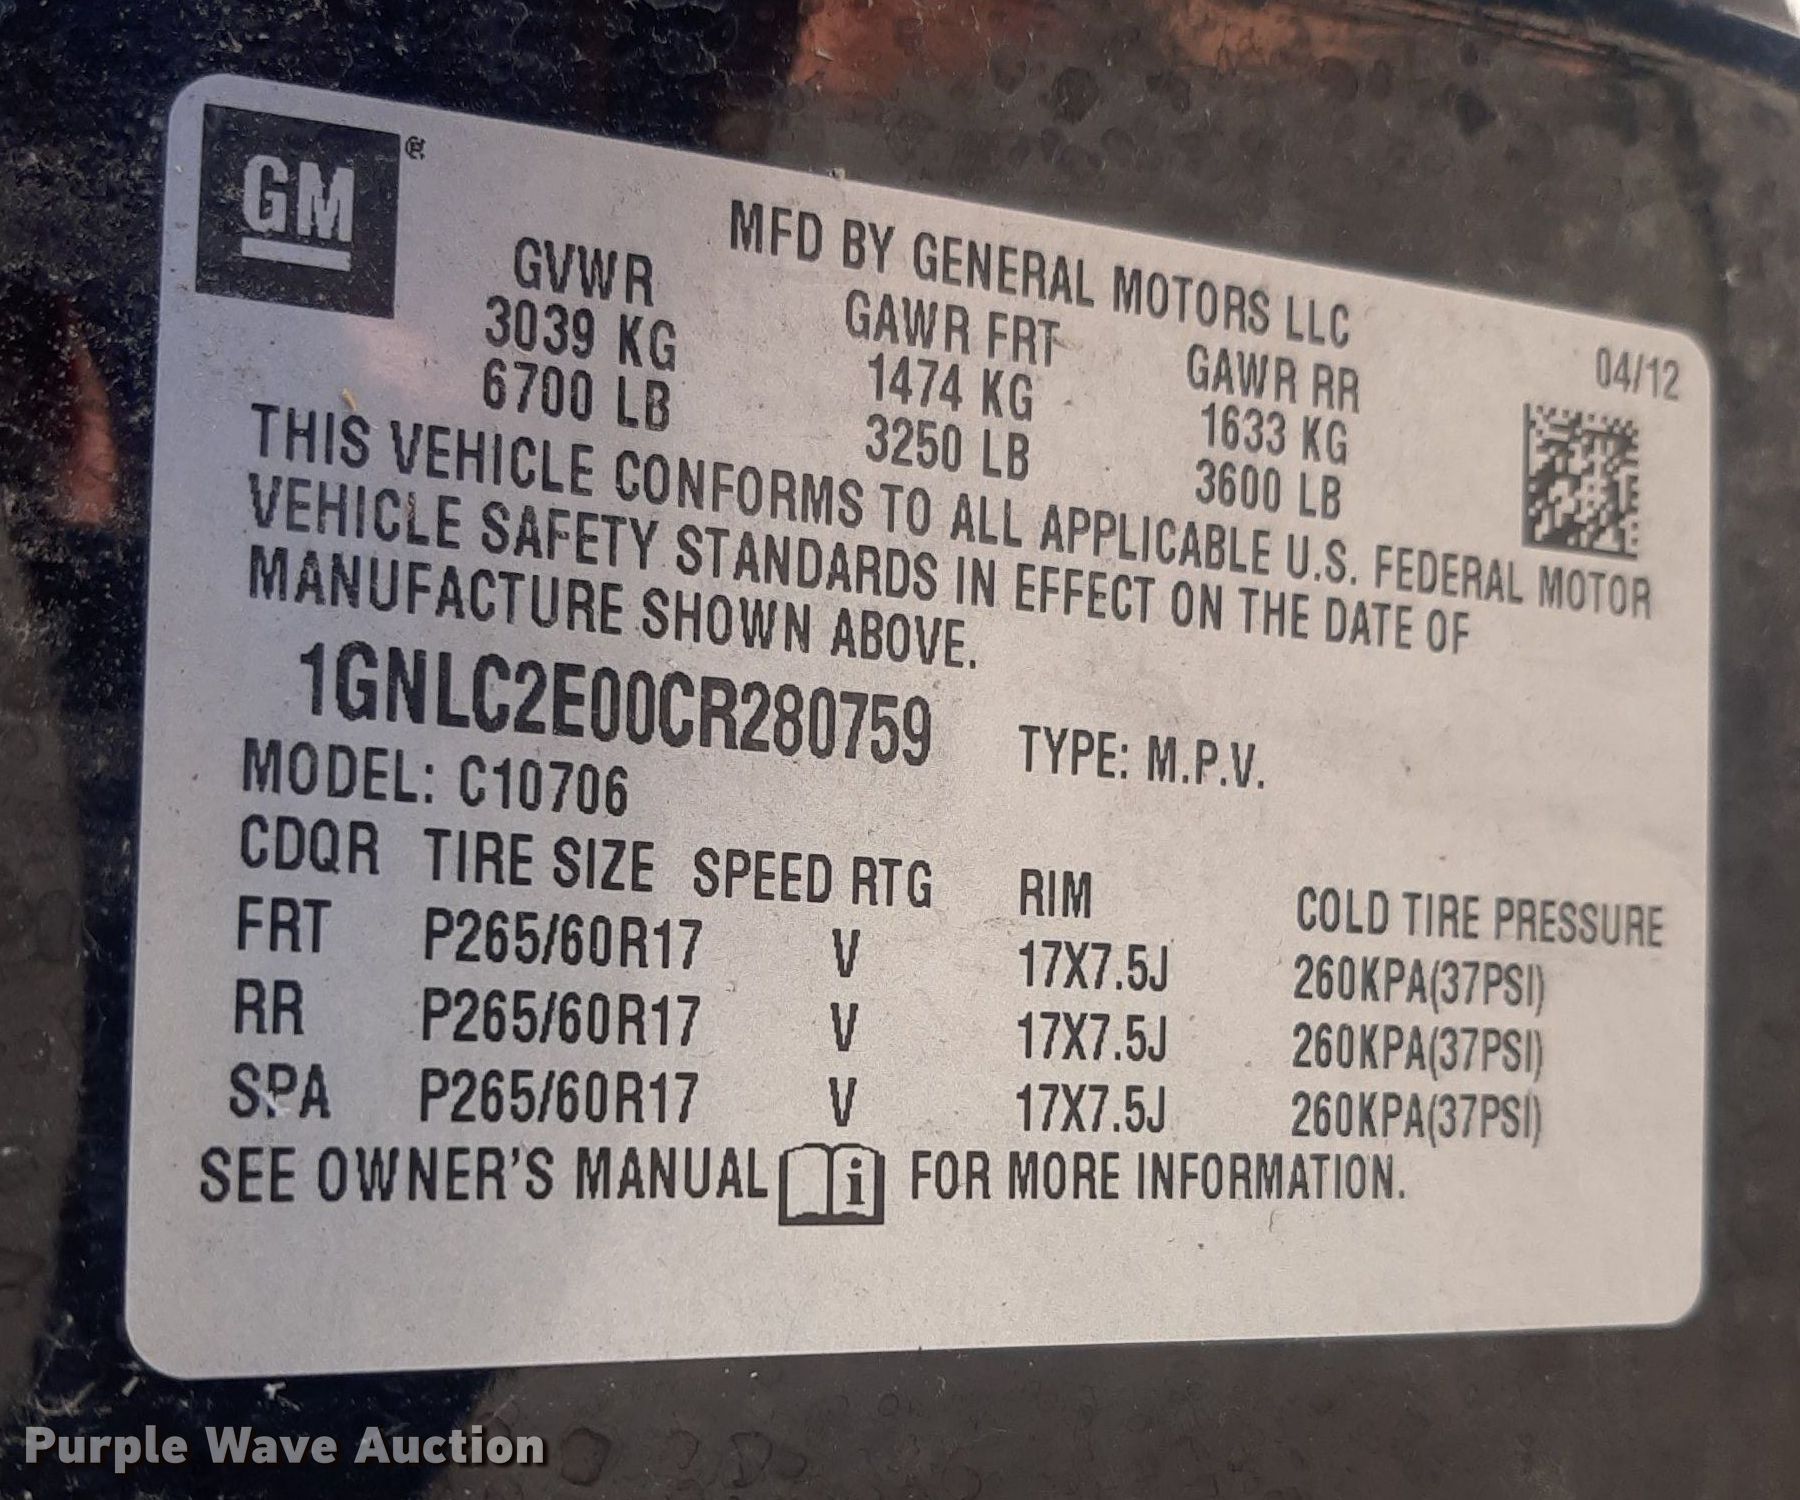 GM ®
MFD BY GENERAL MOTORS LLC
GVWR GAWR FRT GAWR RR 04/12
3039 KG 1474 KG 1633 KG
6700 LB 3250 LB 3600 LB
THIS VEHICLE CONFORMS TO ALL APPLICABLE U.S. FEDERAL MOTOR
VEHICLE SAFETY STANDARDS IN EFFECT ON THE DATE OF
MANUFACTURE SHOWN ABOVE.
1GNLC2E00CR280759 TYPE: M.P.V.
MODEL: C10706
CDQR TIRE SIZE SPEED RTG RIM COLD TIRE PRESSURE
FRT P265/60R17 V 17X7.5J 260KPA(37PSI)
RR P265/60R17 V 17X7.5J 260KPA(37PSI)
SPA P265/60R17 V 17X7.5J 260KPA(37PSI)
SEE OWNER'S MANUAL i FOR MORE INFORMATION.
Purple Wave Auction